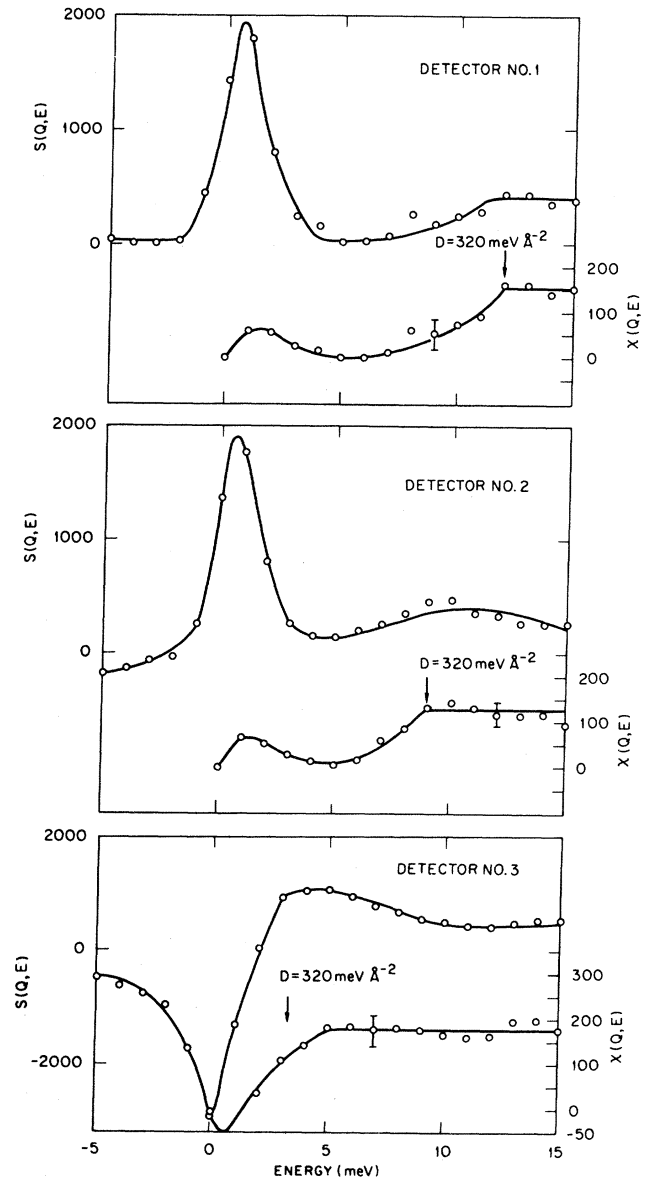 2000
DETECTOR NO. 1
1000
S(Q,E)
0
D=320 meV Å⁻²
200
100
0
χ(Q,E)
2000
DETECTOR NO. 2
1000
S(Q,E)
0
D=320 meV Å⁻²
200
100
0
χ(Q,E)
2000
DETECTOR NO. 3
0
S(Q,E)
D=320 meV Å⁻²
300
200
100
χ(Q,E)
-2000
0
-50
-5 0 5 10 15
ENERGY (meV)